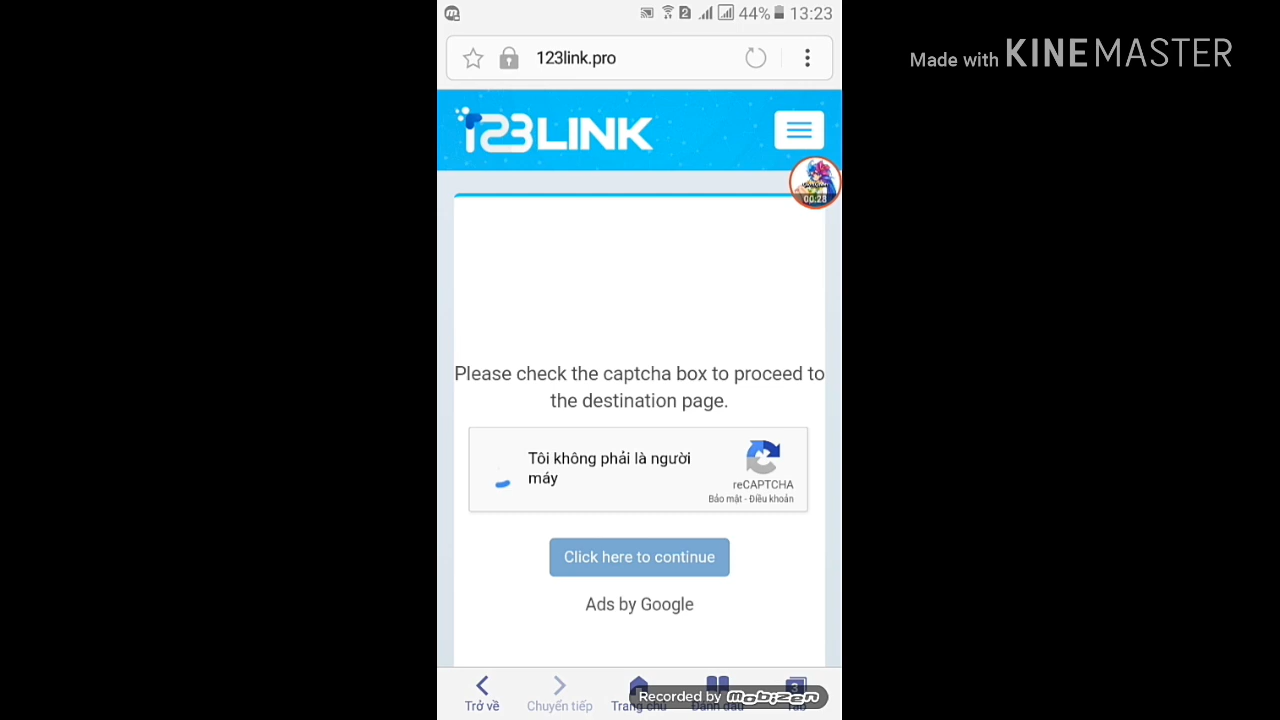 2 44% 13:23
123link.pro
Made with KINEMASTER
123LINK
00:28
Please check the captcha box to proceed to
the destination page.
Tôi không phải là người
máy
reCAPTCHA
Bảo mật - Điều khoản
Click here to continue
Ads by Google
3
Recorded by mobizen
Trở về Chuyển tiếp Trang chủ Đánh dấu Tab